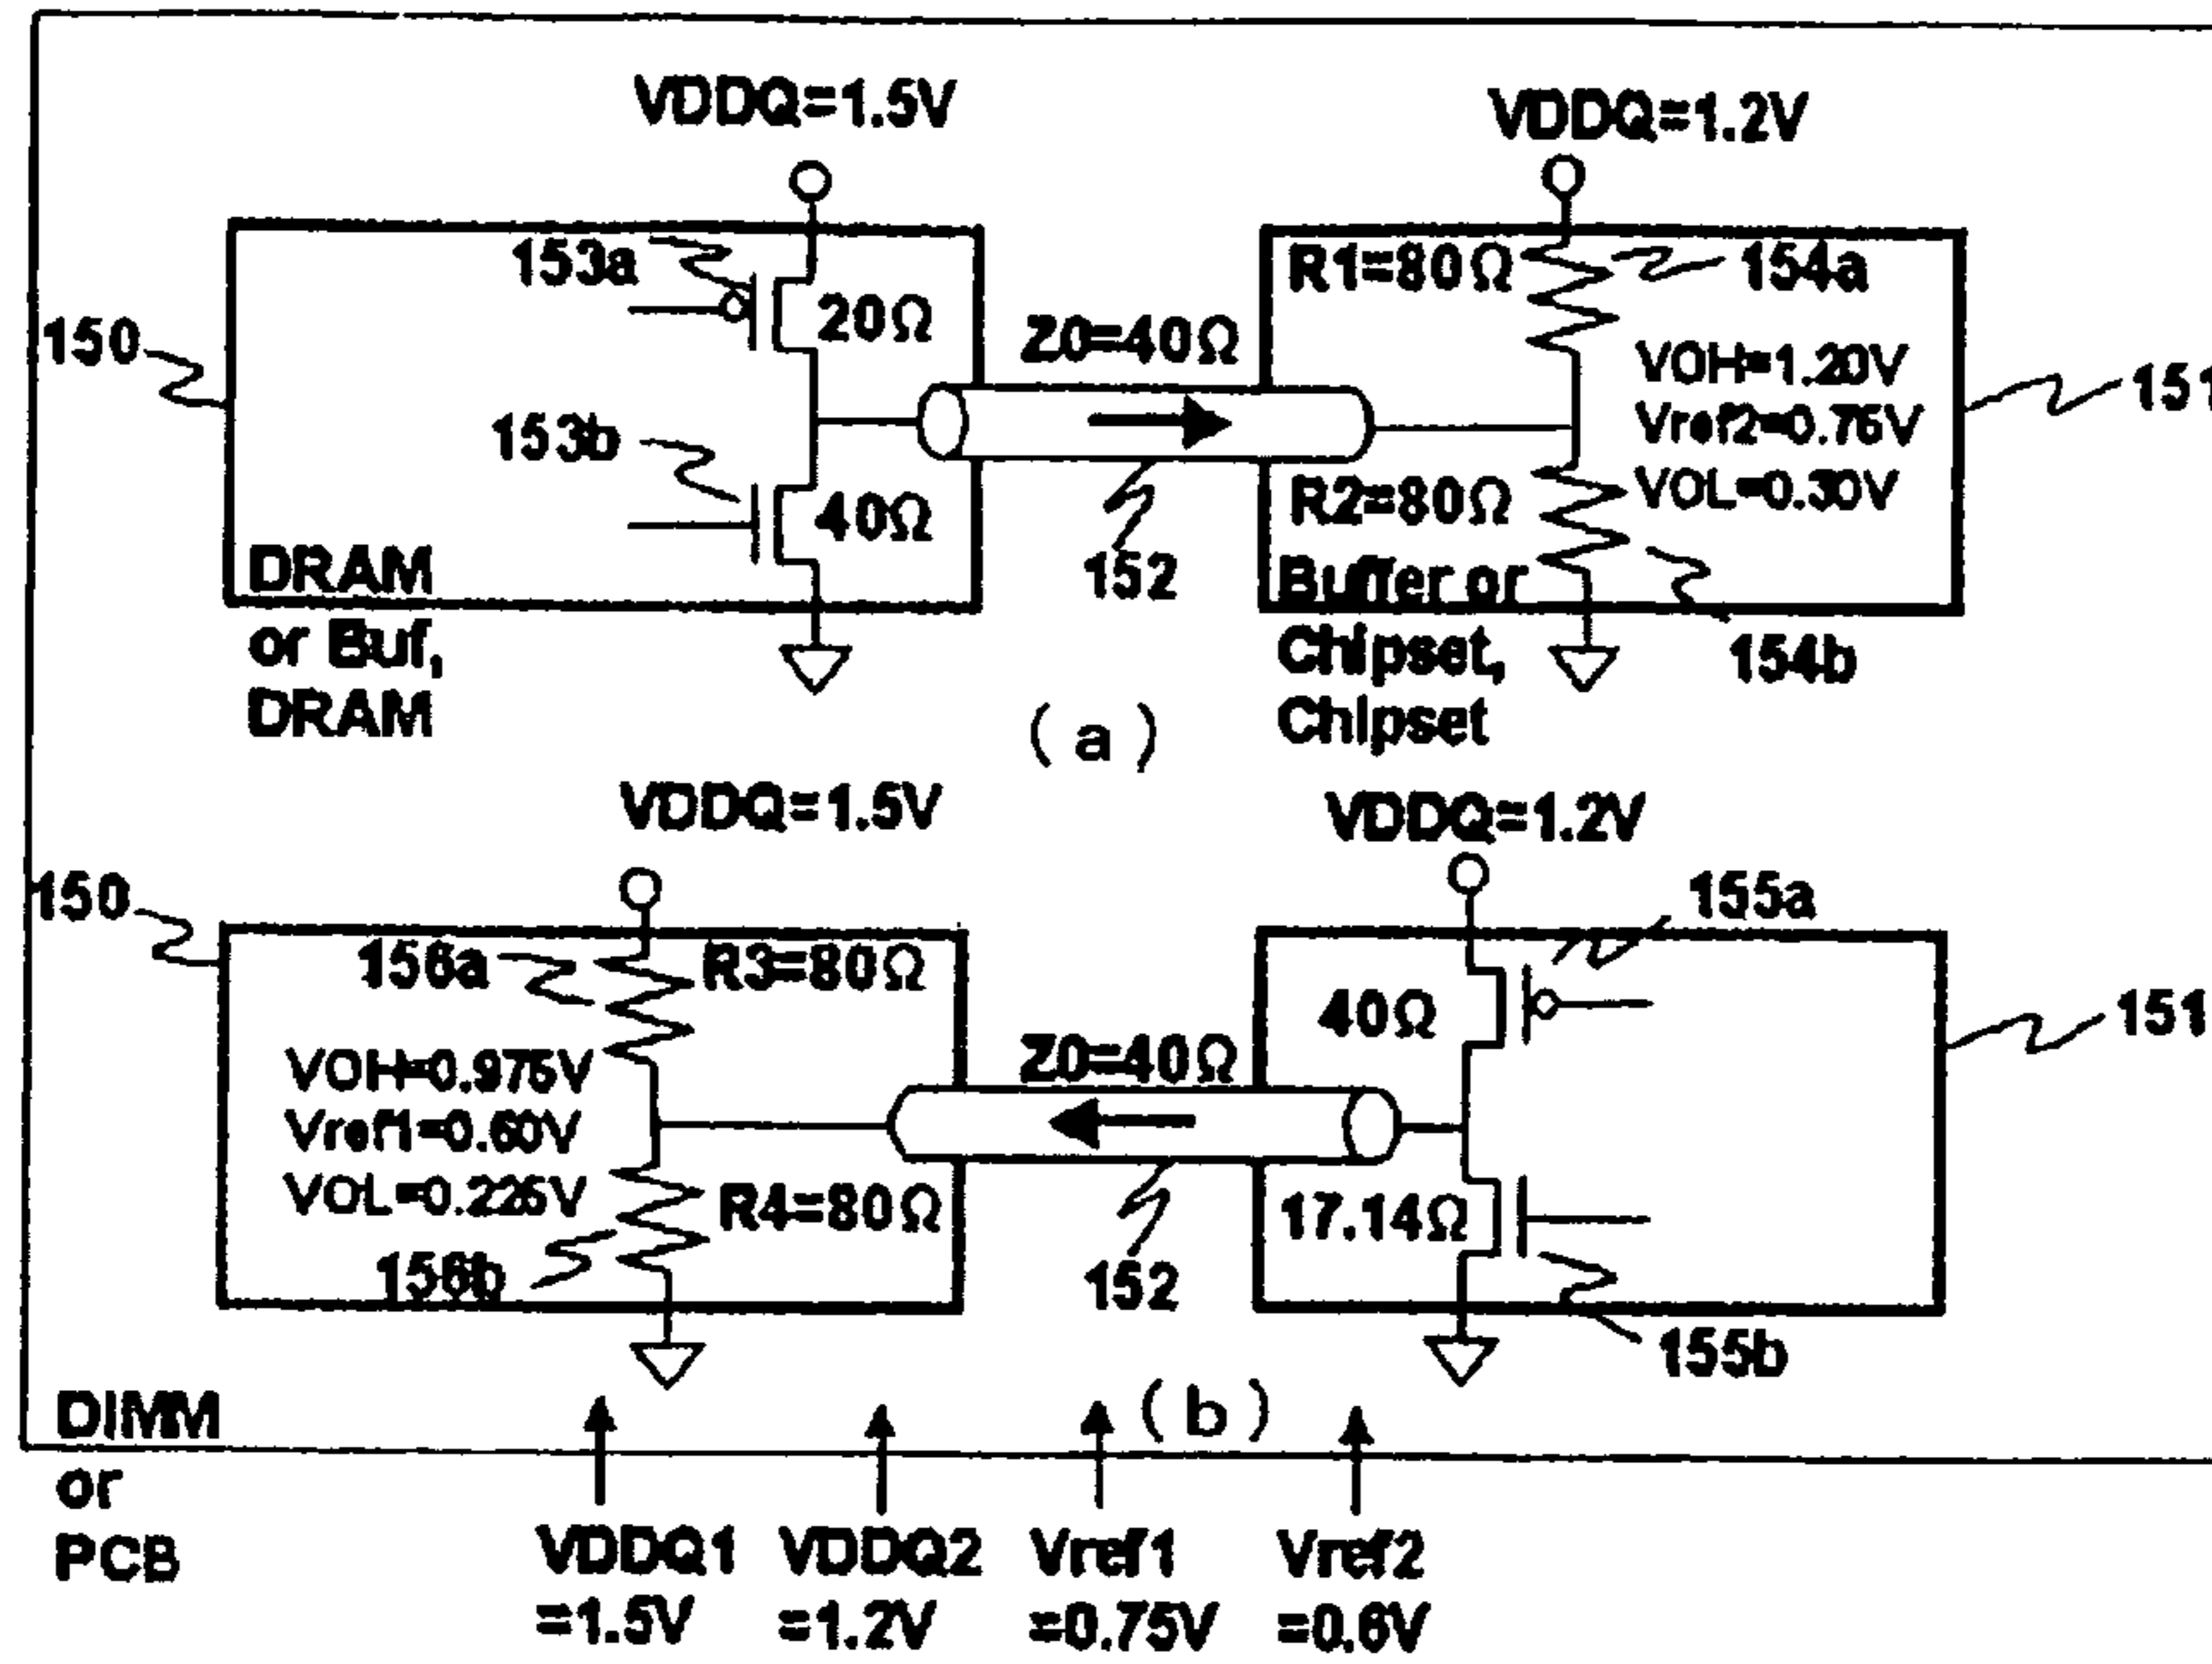 VDDQ=1.5V
VDDQ=1.2V
153a
20Ω
R1=80Ω
154a
150
Z0=40Ω
VOH=1.20V
Vref2=0.75V
VOL=0.30V
151
153b
40Ω
R2=80Ω
152
DRAM
or Buf,
DRAM
Buffer or
Chipset,
Chipset
154b
(a)
VDDQ=1.5V
VDDQ=1.2V
150
155a
156a
R3=80Ω
40Ω
151
VOH=0.975V
Vref1=0.60V
VOL=0.225V
Z0=40Ω
R4=80Ω
17.14Ω
156b
152
155b
(b)
DIMM
or
PCB
VDDQ1
=1.5V
VDDQ2
=1.2V
Vref1
=0.75V
Vref2
=0.6V